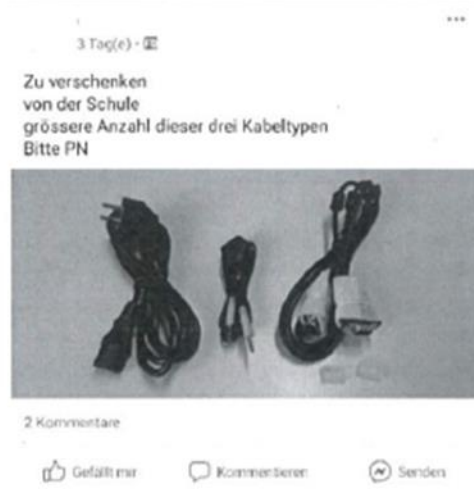 3 Tag(e) ·
Zu verschenken
von der Schule
grössere Anzahl dieser drei Kabeltypen
Bitte PN
2 Kommentare
Gefällt mir
Kommentieren
Senden